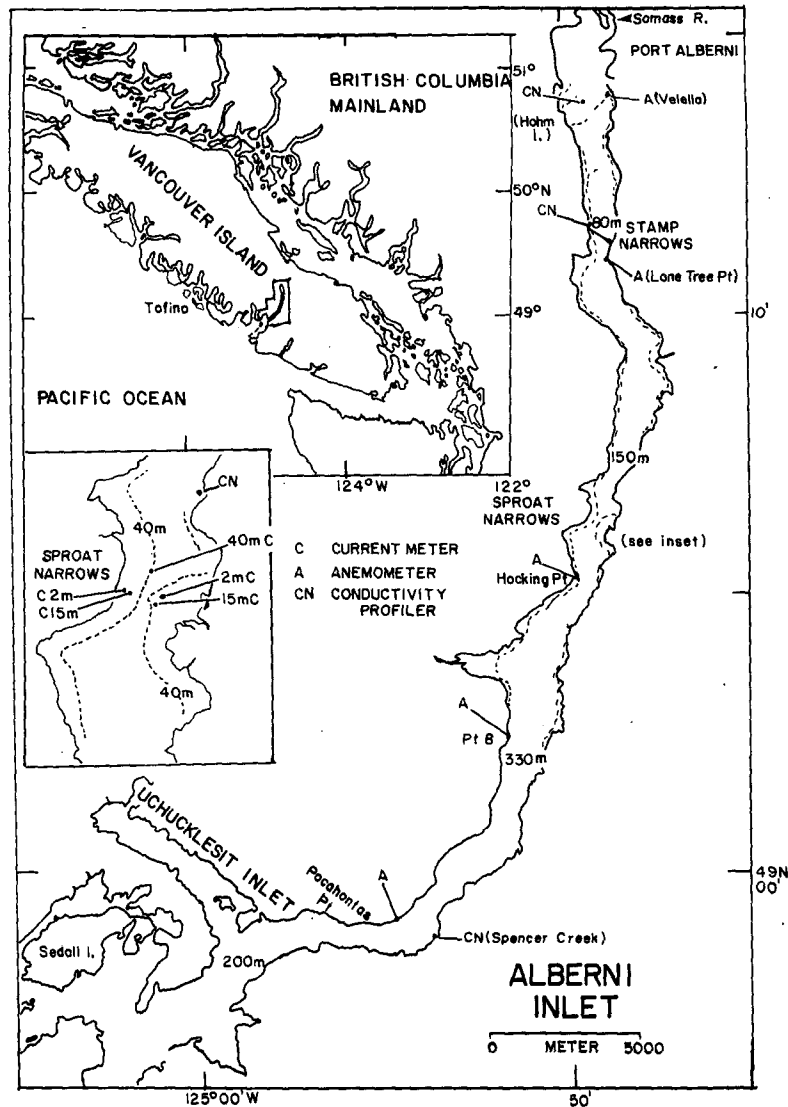 Somass R.
PORT ALBERNI
51°
BRITISH COLUMBIA
MAINLAND
CN
A (Velella)
(Hohm
I.)
VANCOUVER ISLAND
50°N
CN
80m
STAMP
NARROWS
A (Lone Tree Pt)
Tofino
49°
10'
PACIFIC OCEAN
124°W
122°
150m
SPROAT
NARROWS
CN
40m
40m C
SPROAT
NARROWS
C 2m
C 15m
2m C
15m C
40m
C CURRENT METER
A ANEMOMETER
CN CONDUCTIVITY
PROFILER
(see inset)
A
Hocking Pt
A
Pt B
330m
UCHUCKLESIT INLET
Pocahontas
Pt
A
49N
00'
CN (Spencer Creek)
Sedall I.
200m
ALBERNI
INLET
0 METER 5000
125°00'W
50'